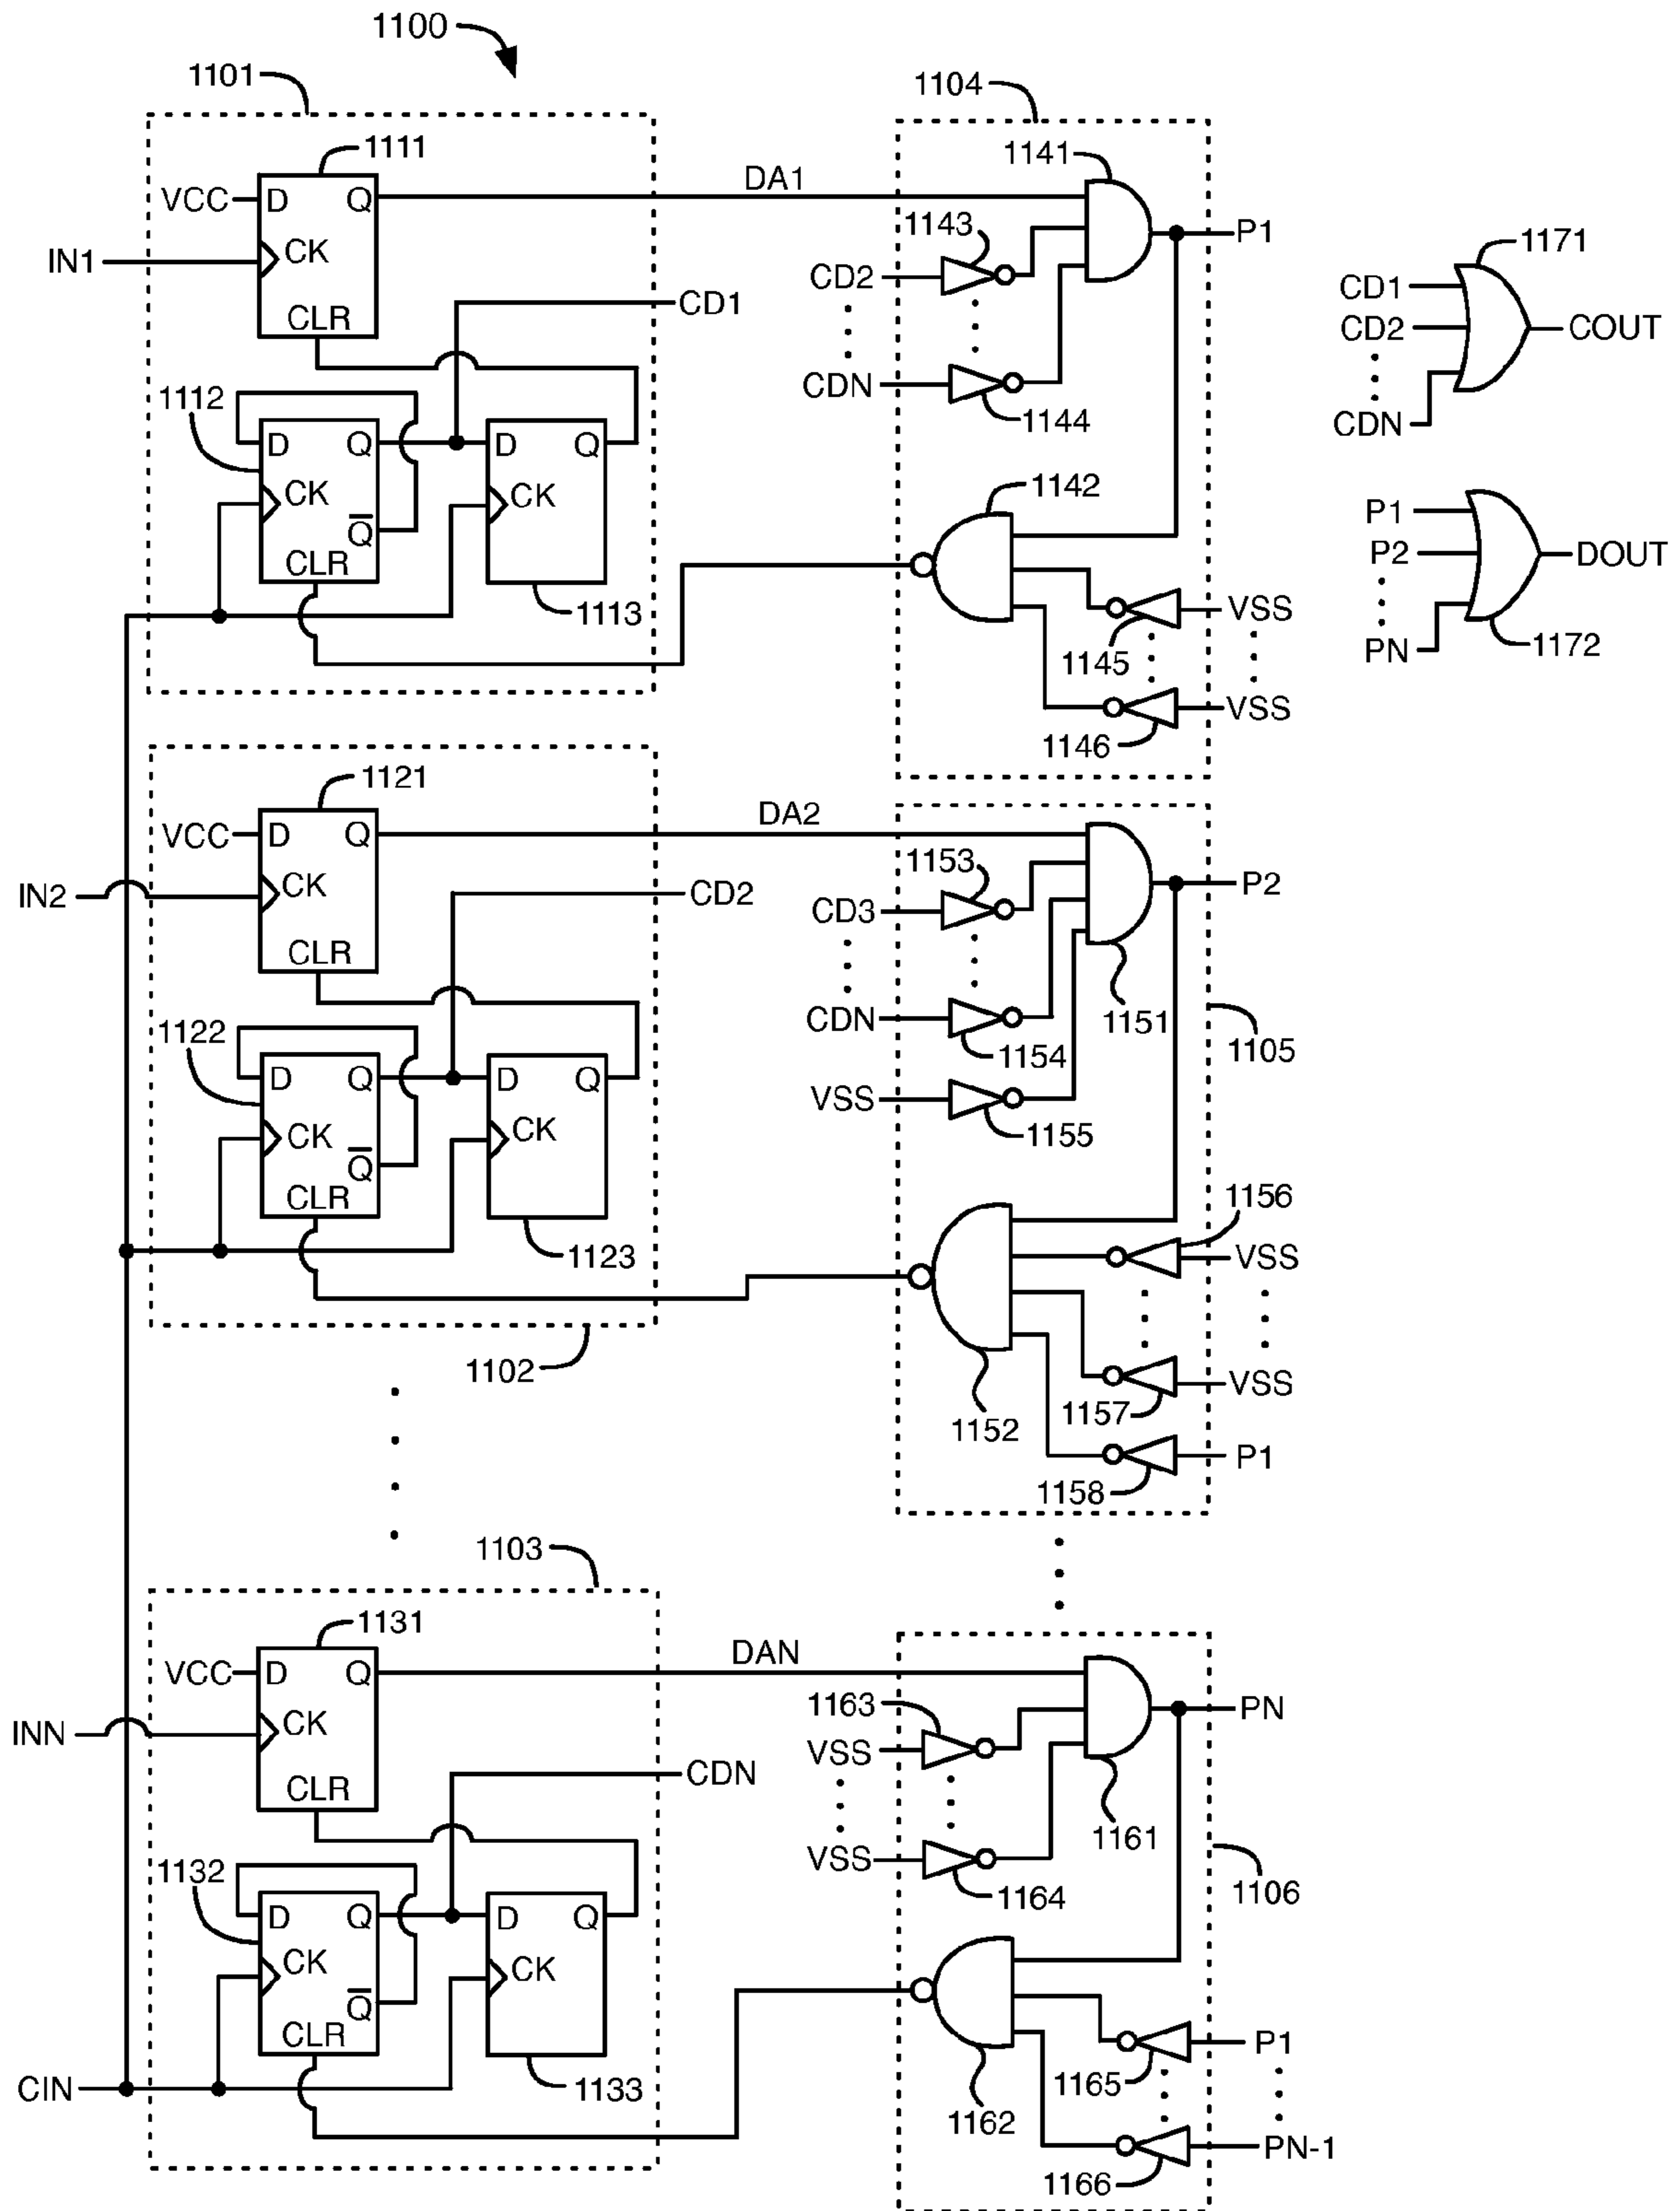 1100
1101
1104
1111
1141
VCC
D
Q
DA1
1143
IN1
CK
P1
1171
CD2
CD1
CLR
CD1
CD2
COUT
CDN
1144
CDN
1112
D
Q
D
Q
1142
CK
CK
P1
Q
P2
DOUT
CLR
1113
VSS
1145
PN
1172
VSS
1146
1121
VCC
D
Q
DA2
1153
IN2
CK
CD2
P2
CD3
CLR
CDN
1151
1122
1154
1105
D
Q
D
Q
VSS
1155
CK
CK
Q
CLR
1156
1123
VSS
1102
VSS
1157
1152
P1
1158
1103
1131
VCC
D
Q
DAN
1163
PN
INN
CK
VSS
CDN
CLR
1161
VSS
1132
1164
1106
D
Q
D
Q
CK
CK
Q
CLR
P1
CIN
1133
1165
1162
PN-1
1166